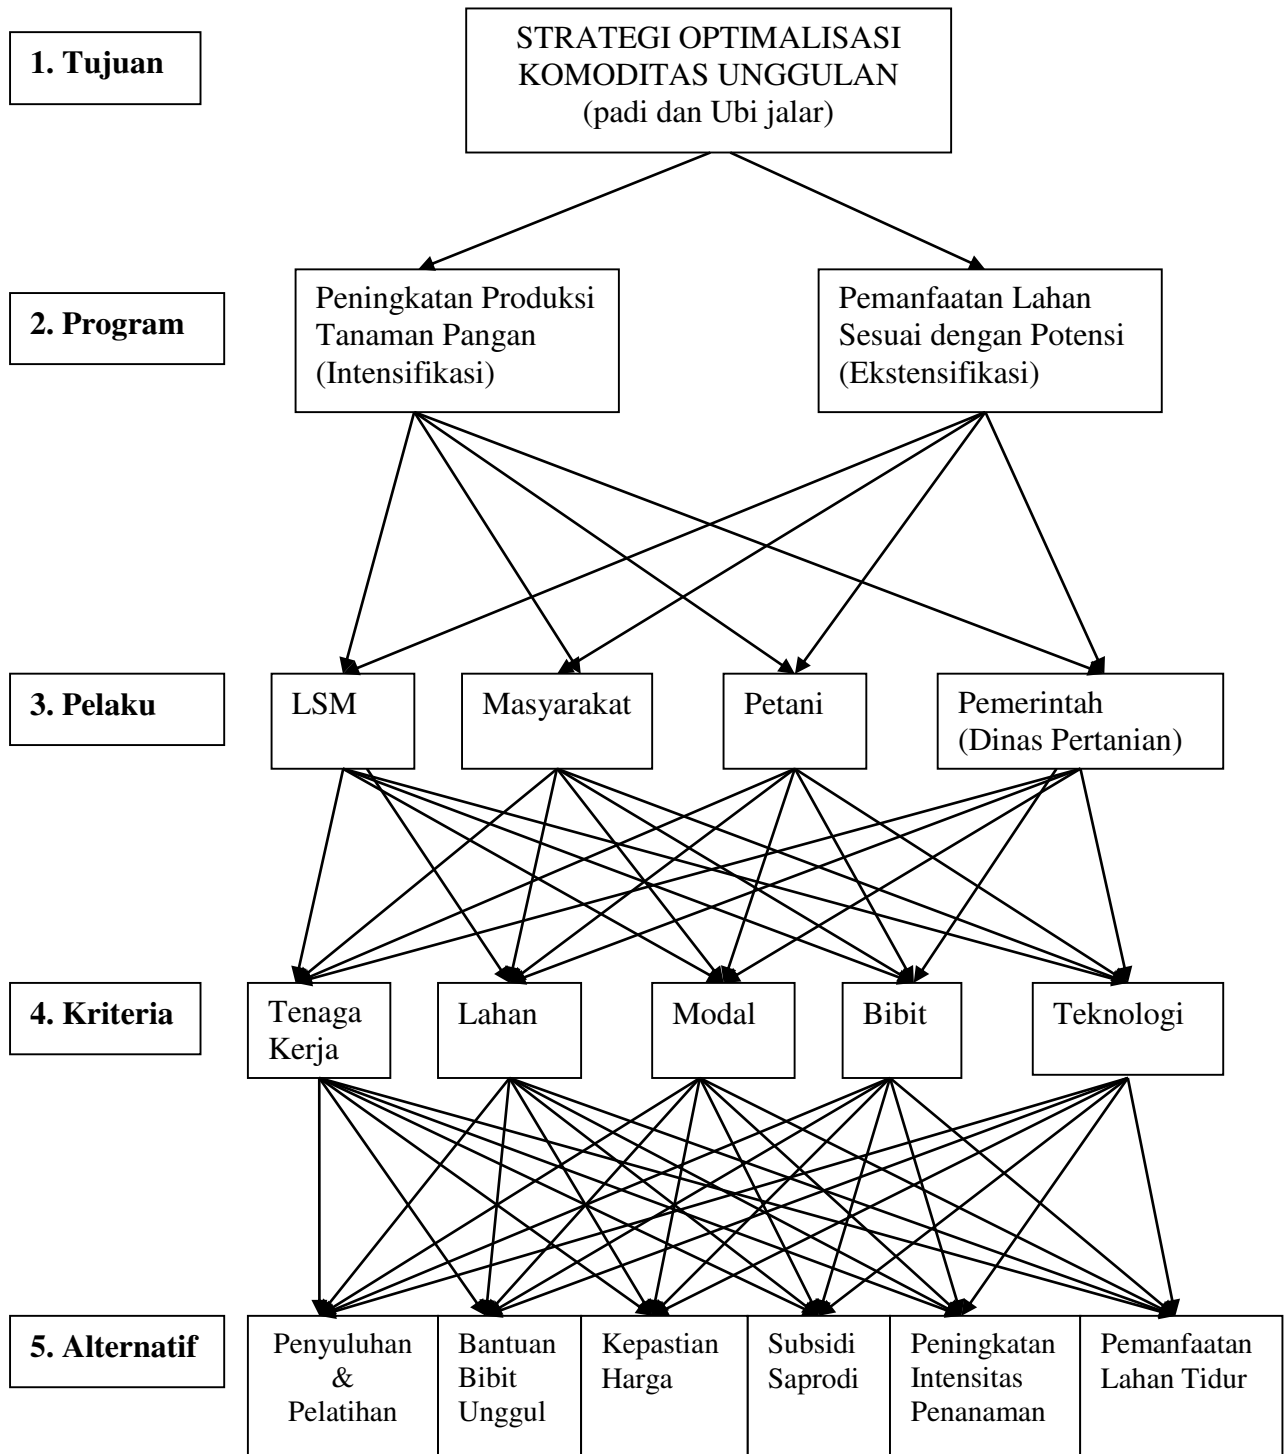 1. Tujuan
STRATEGI OPTIMALISASI
KOMODITAS UNGGULAN
(padi dan Ubi jalar)
2. Program
Peningkatan Produksi
Tanaman Pangan
(Intensifikasi)
Pemanfaatan Lahan
Sesuai dengan Potensi
(Ekstensifikasi)
3. Pelaku
LSM
Masyarakat
Petani
Pemerintah
(Dinas Pertanian)
4. Kriteria
Tenaga
Kerja
Lahan
Modal
Bibit
Teknologi
5. Alternatif
Penyuluhan
&
Pelatihan
Bantuan
Bibit
Unggul
Kepastian
Harga
Subsidi
Saprodi
Peningkatan
Intensitas
Penanaman
Pemanfaatan
Lahan Tidur